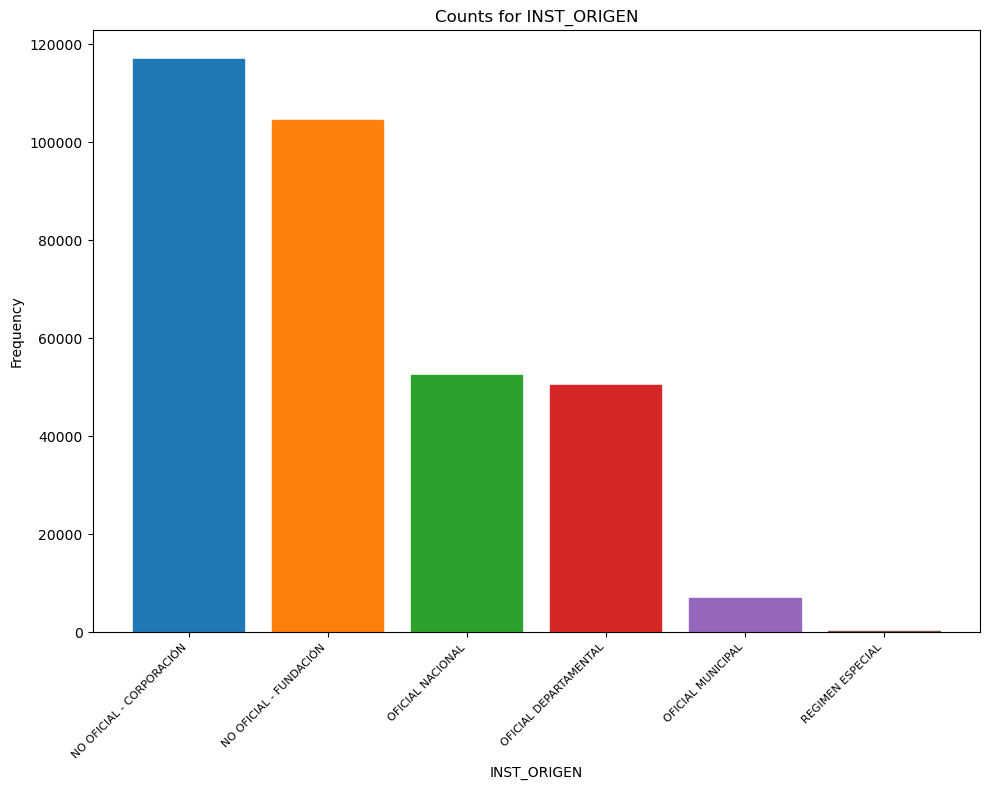 Counts for INST_ORIGEN
120000
100000
80000
60000
40000
20000
0
Frequency
NO OFICIAL - CORPORACIÓN
NO OFICIAL - FUNDACIÓN
OFICIAL NACIONAL
OFICIAL DEPARTAMENTAL
OFICIAL MUNICIPAL
REGIMEN ESPECIAL
INST_ORIGEN